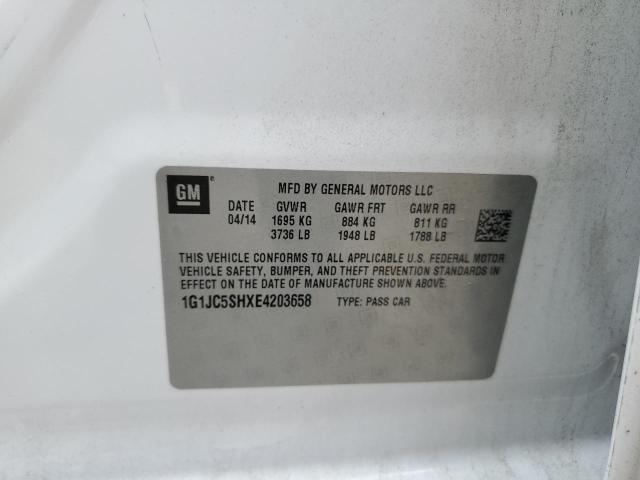 GM ®
MFD BY GENERAL MOTORS LLC
DATE GVWR GAWR FRT GAWR RR
04/14 1695 KG 884 KG 811 KG
3736 LB 1948 LB 1788 LB
THIS VEHICLE CONFORMS TO ALL APPLICABLE U.S. FEDERAL MOTOR
VEHICLE SAFETY, BUMPER, AND THEFT PREVENTION STANDARDS IN
EFFECT ON THE DATE OF MANUFACTURE SHOWN ABOVE.
1G1JC5SHXE4203658 TYPE: PASS CAR